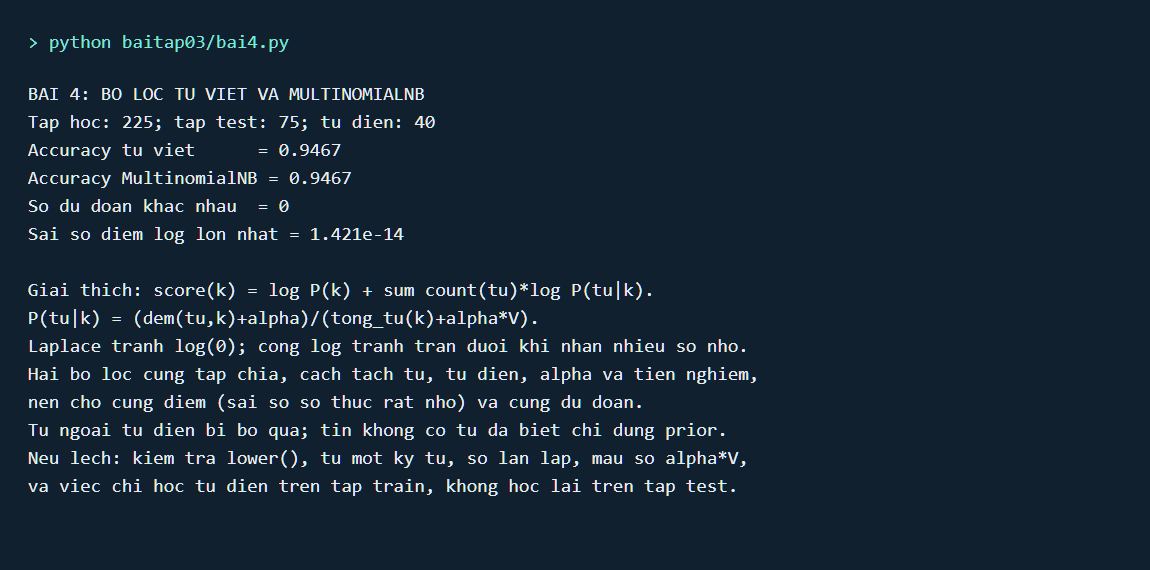 > python baitap03/bai4.py
BAI 4: BO LOC TU VIET VA MULTINOMIALNB
Tap hoc: 225; tap test: 75; tu dien: 40
Accuracy tu viet      = 0.9467
Accuracy MultinomialNB = 0.9467
So du doan khac nhau  = 0
Sai so diem log lon nhat = 1.421e-14
Giai thich: score(k) = log P(k) + sum count(tu)*log P(tu|k).
P(tu|k) = (dem(tu,k)+alpha)/(tong_tu(k)+alpha*V).
Laplace tranh log(0); cong log tranh tran duoi khi nhan nhieu so nho.
Hai bo loc cung tap chia, cach tach tu, tu dien, alpha va tien nghiem,
nen cho cung diem (sai so so thuc rat nho) va cung du doan.
Tu ngoai tu dien bi bo qua; tin khong co tu da biet chi dung prior.
Neu lech: kiem tra lower(), tu mot ky tu, so lan lap, mau so alpha*V,
va viec chi hoc tu dien tren tap train, khong hoc lai tren tap test.